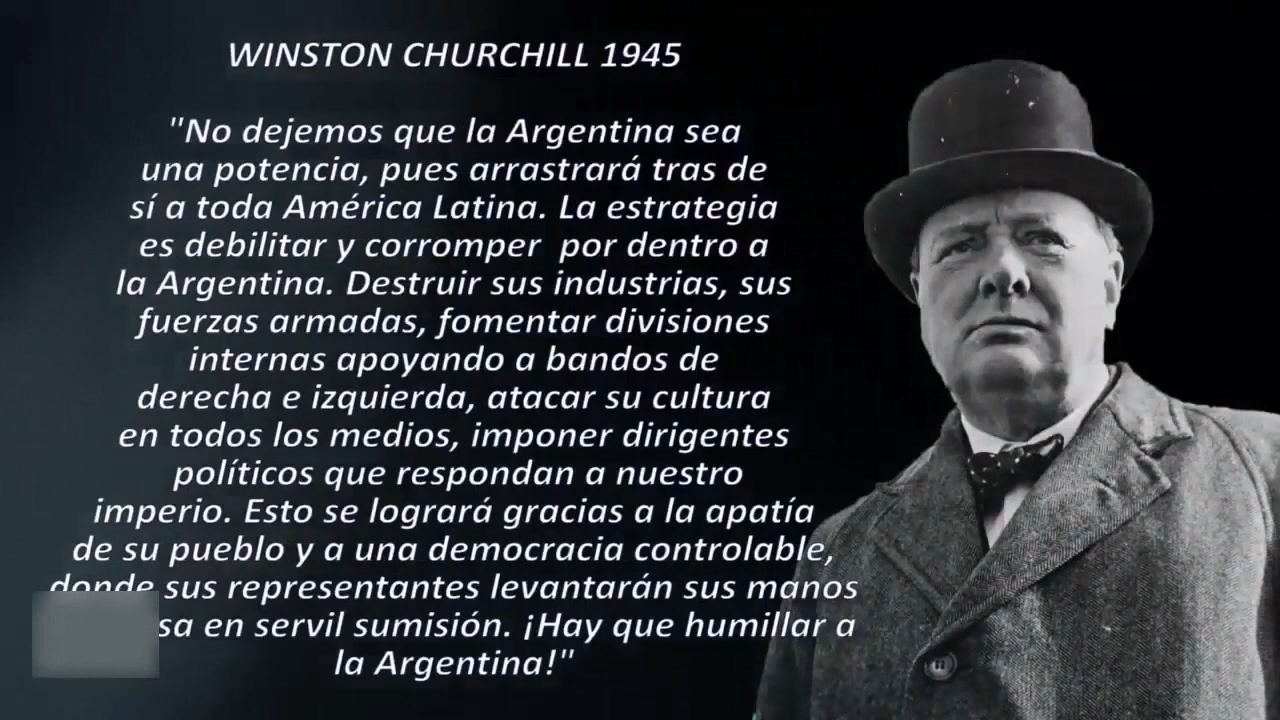 WINSTON CHURCHILL 1945
"No dejemos que la Argentina sea
una potencia, pues arrastrará tras de
sí a toda América Latina. La estrategia
es debilitar y corromper por dentro a
la Argentina. Destruir sus industrias, sus
fuerzas armadas, fomentar divisiones
internas apoyando a bandos de
derecha e izquierda, atacar su cultura
en todos los medios, imponer dirigentes
políticos que respondan a nuestro
imperio. Esto se logrará gracias a la apatía
de su pueblo y a una democracia controlable,
donde sus representantes levantarán sus manos
en servil sumisión. ¡Hay que humillar a
la Argentina!"